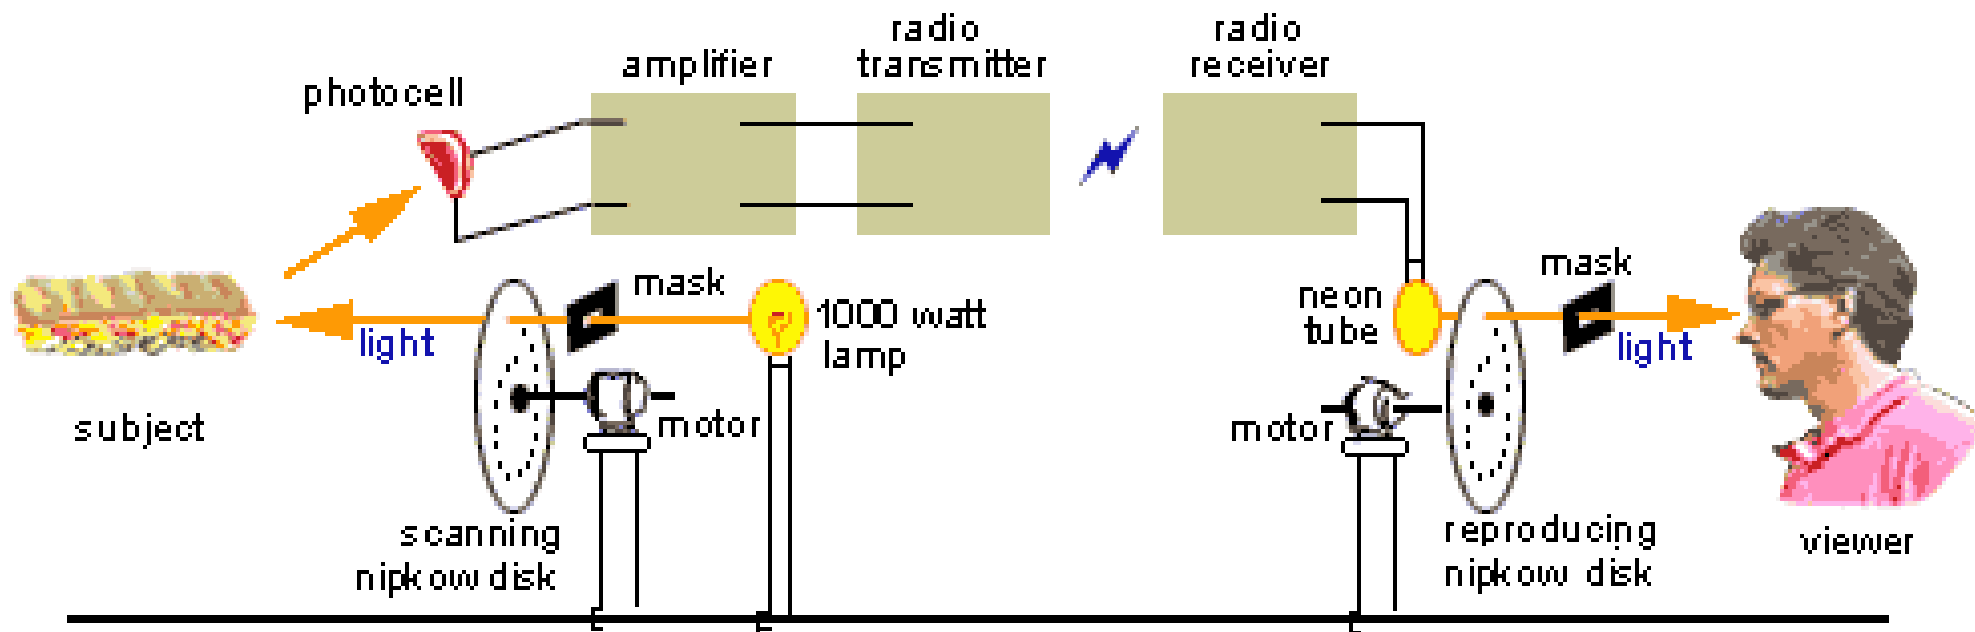 radio
transmitter
radio
receiver
amplifier
photocell
mask
1000 watt
lamp
light
subject
motor
scanning
nipkow disk
neon
tube
mask
light
motor
reproducing
nipkow disk
viewer